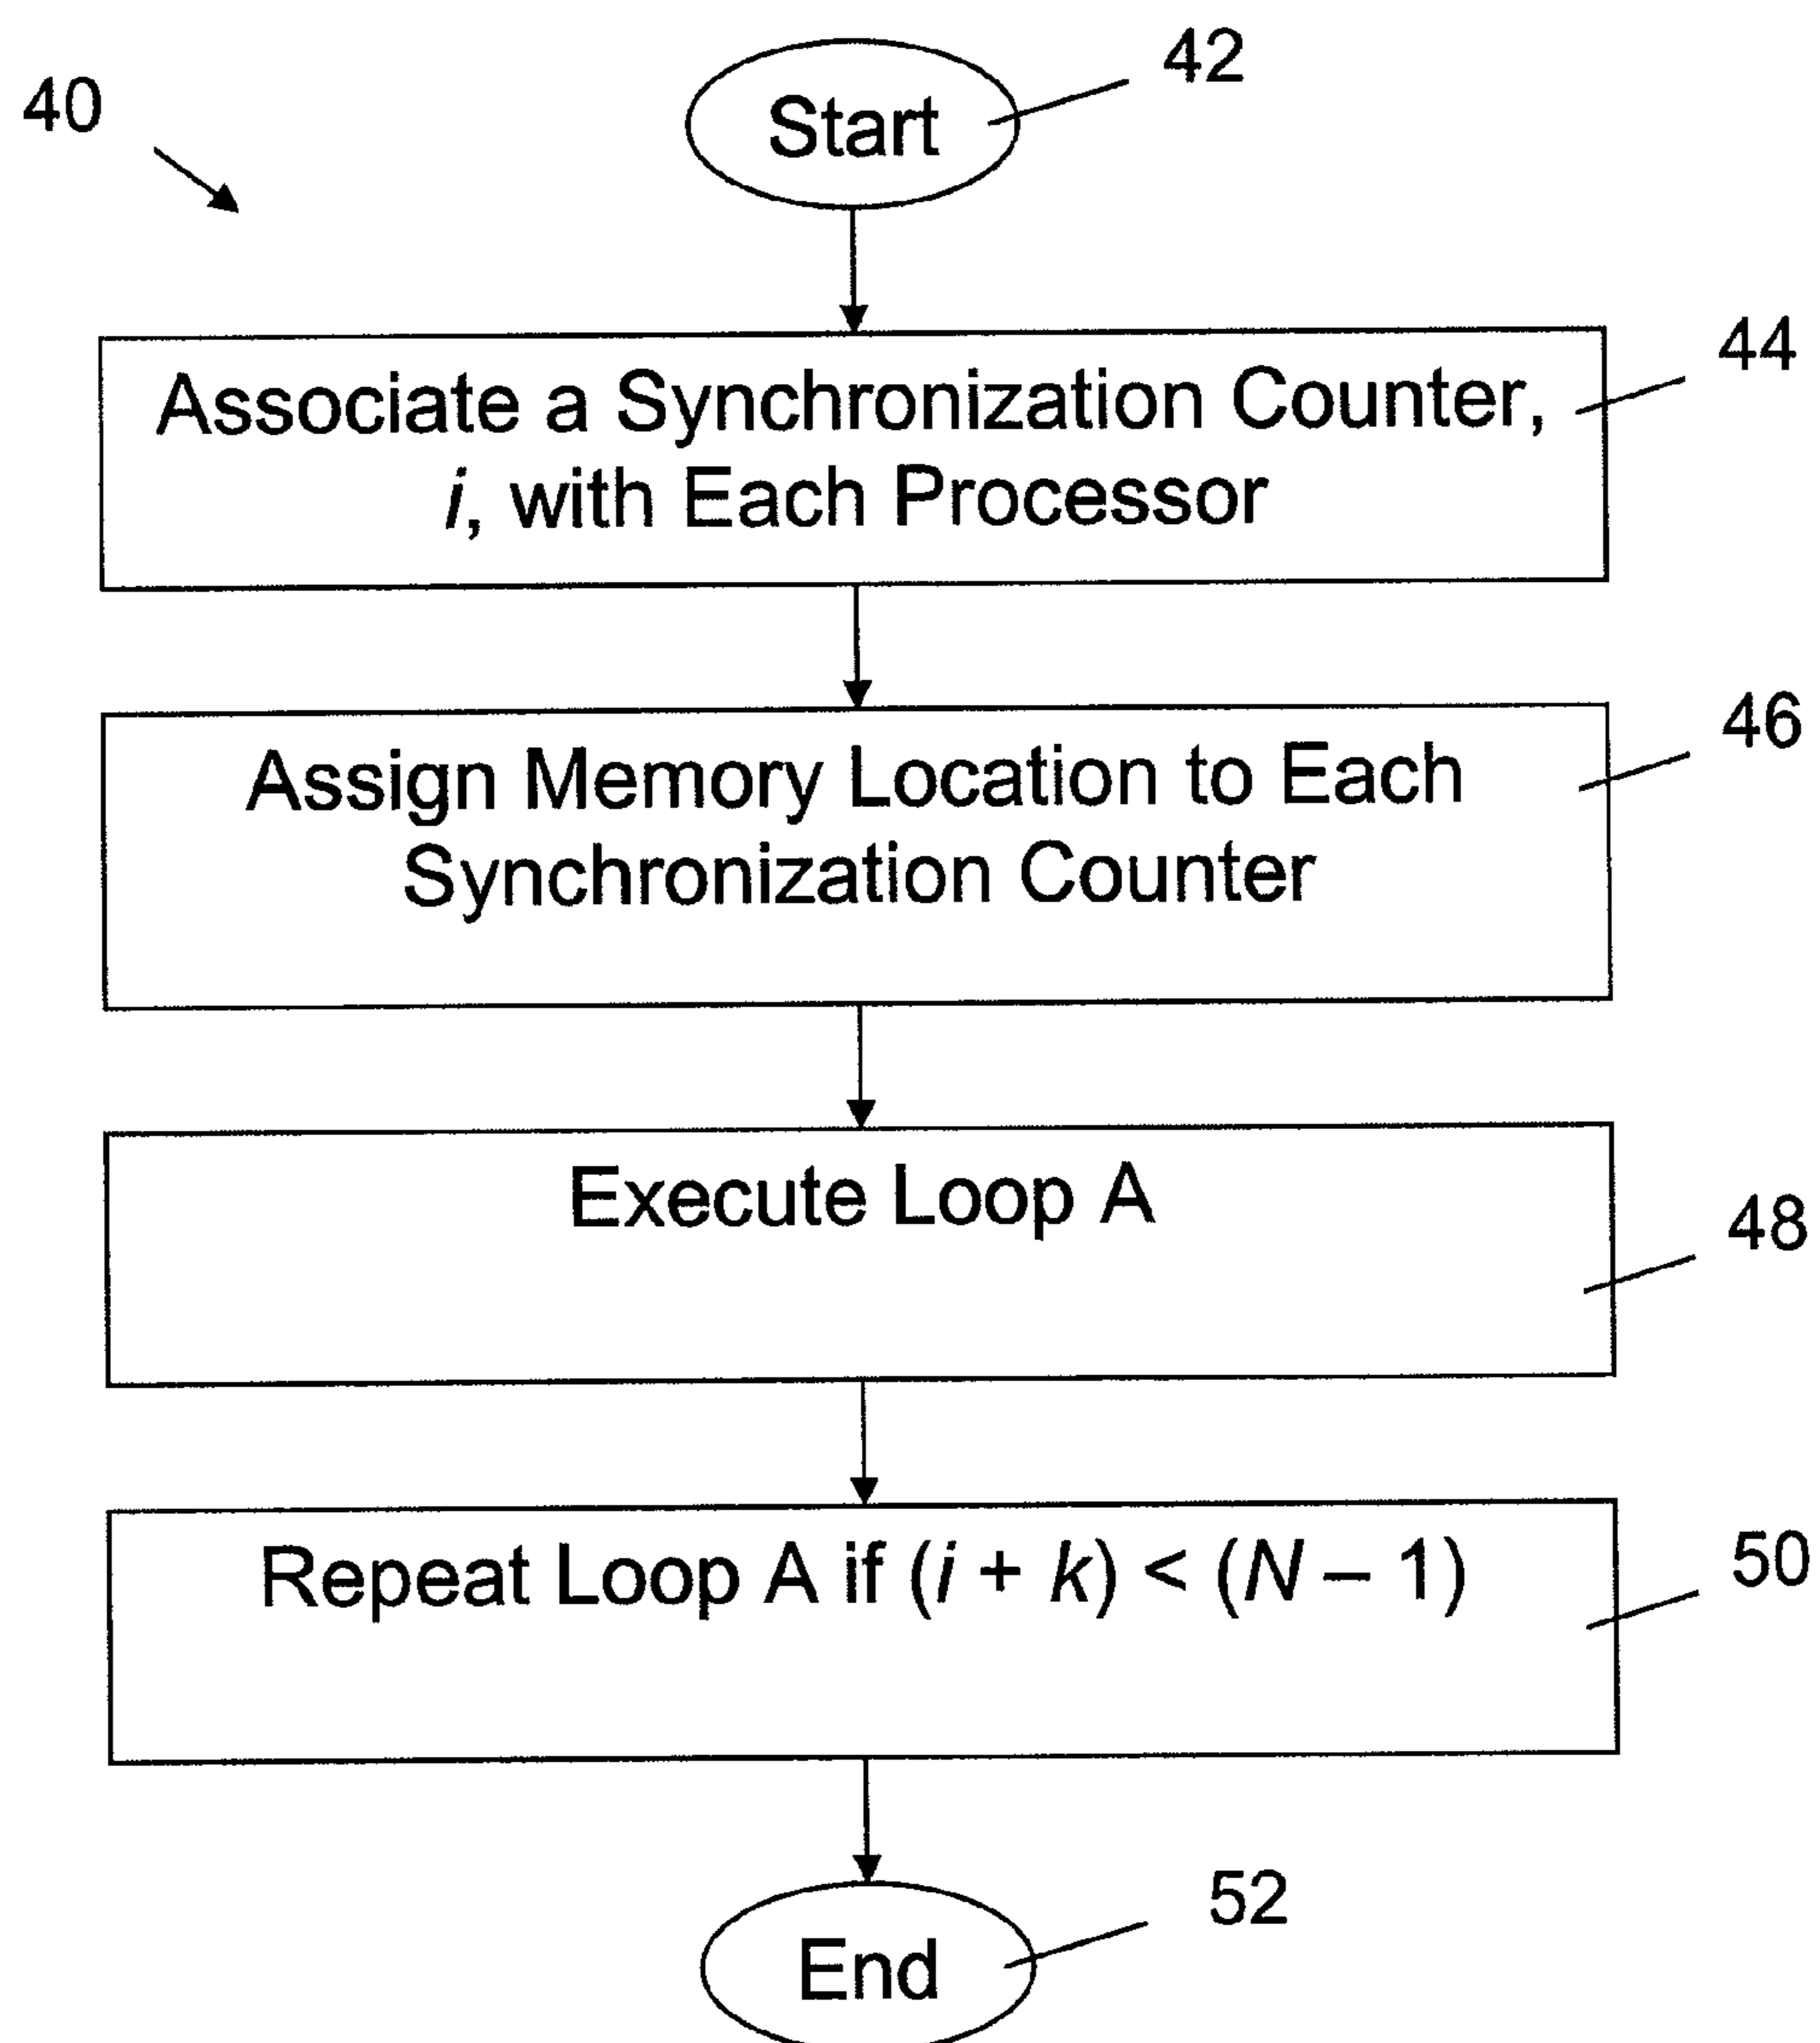 40
42
Start
44
Associate a Synchronization Counter,
i, with Each Processor
46
Assign Memory Location to Each
Synchronization Counter
Execute Loop A
48
Repeat Loop A if (i + k) < (N – 1)
50
52
End